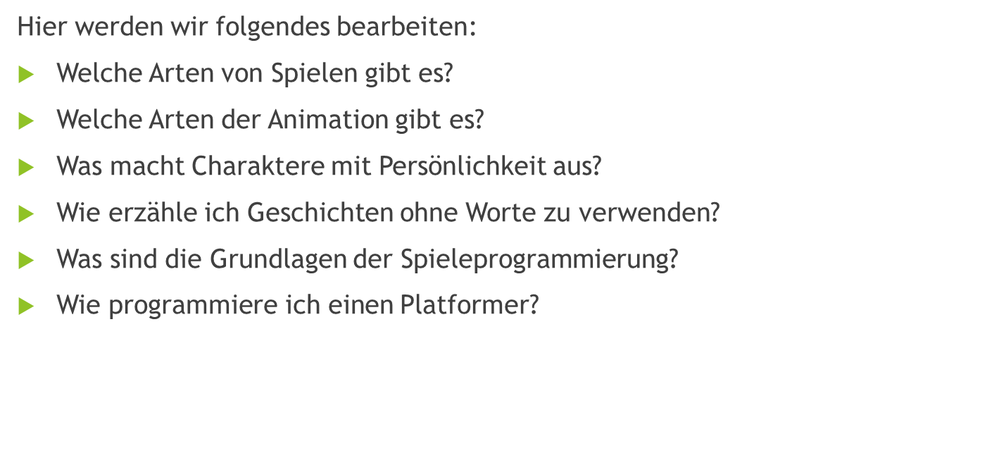 Hier werden wir folgendes bearbeiten:
Welche Arten von Spielen gibt es?
Welche Arten der Animation gibt es?
Was macht Charaktere mit Persönlichkeit aus?
Wie erzähle ich Geschichten ohne Worte zu verwenden?
Was sind die Grundlagen der Spieleprogrammierung?
Wie programmiere ich einen Platformer?